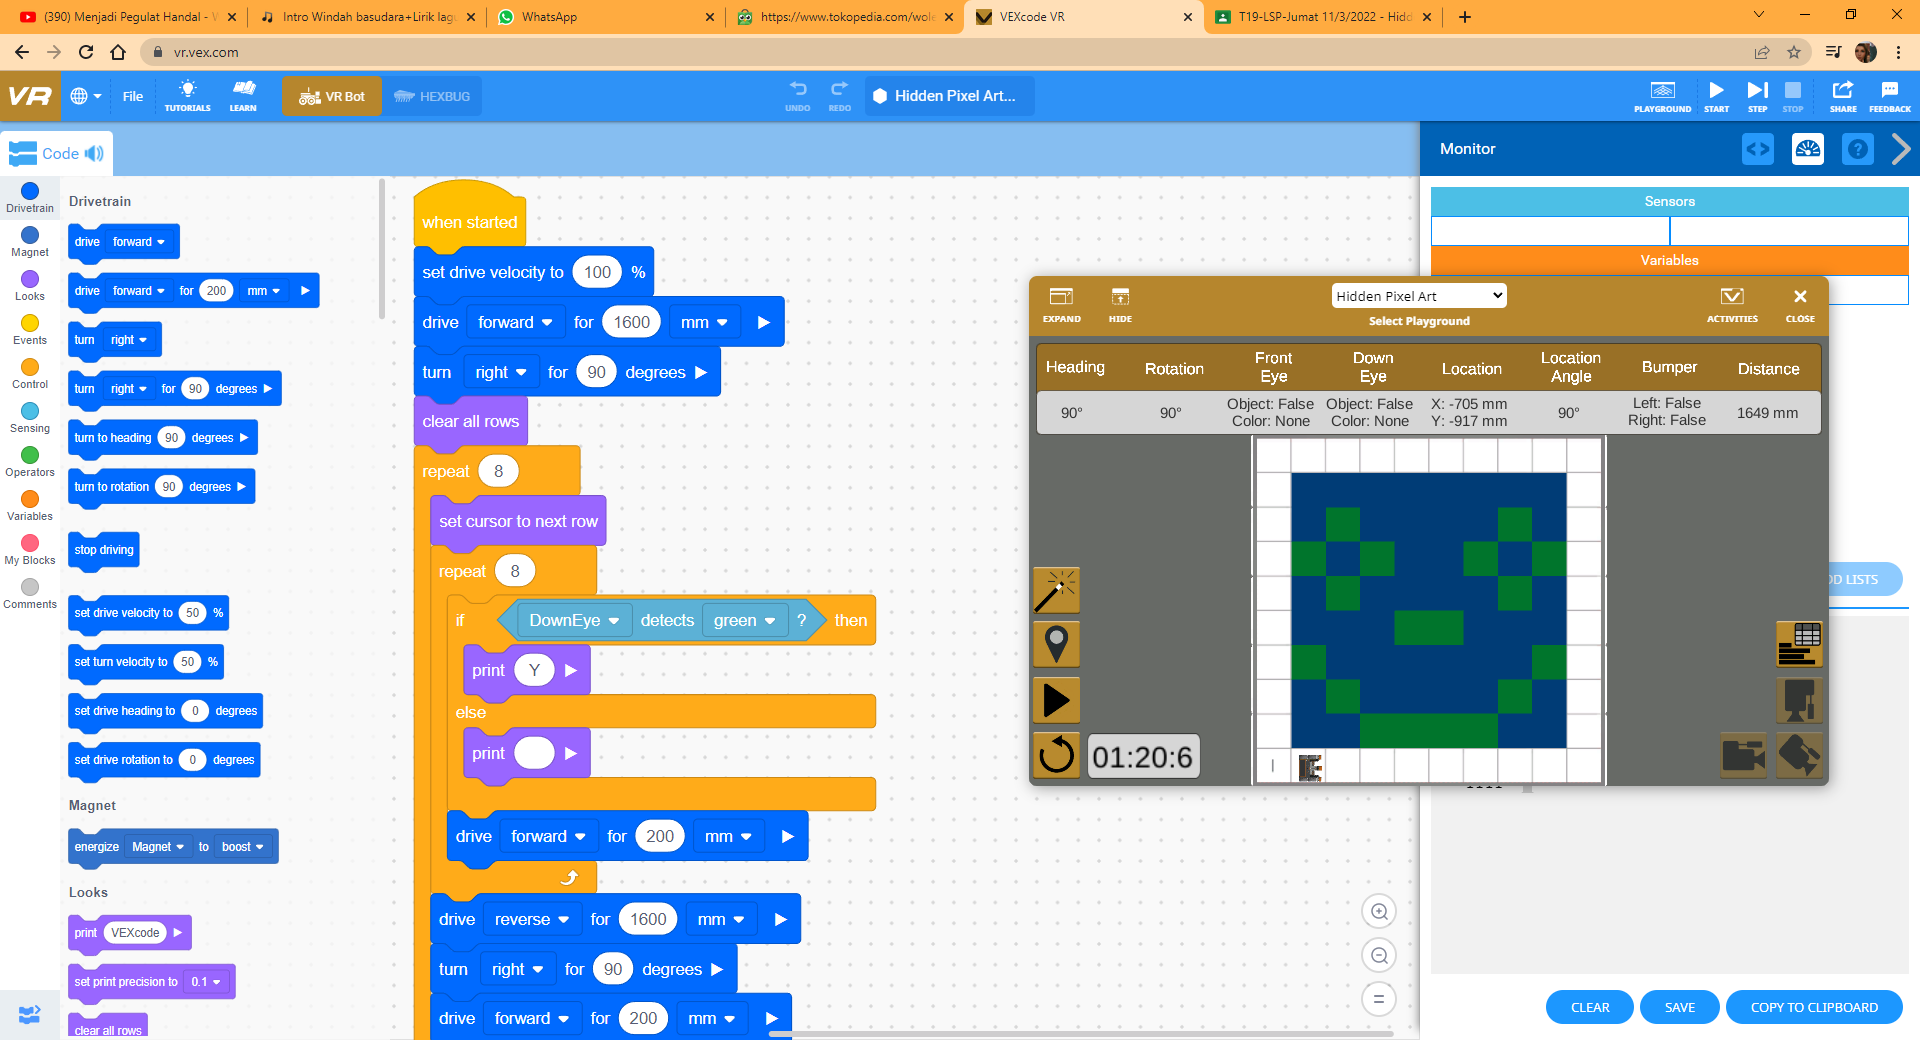 (390) Menjadi Pegulat Handal - W
Intro Windah basudara+Lirik lagu
WhatsApp
https://www.tokopedia.com/wole
VEXcode VR
T19-LSP-Jumat 11/3/2022 - Hidd
vr.vex.com
VR
File
TUTORIALS
LEARN
VR Bot
HEXBUG
UNDO
REDO
Hidden Pixel Art...
PLAYGROUND
START
STEP
STOP
SHARE
FEEDBACK
Code
Drivetrain
Magnet
Looks
Events
Control
Sensing
Operators
Variables
My Blocks
Comments
Drivetrain
drive forward
drive forward for 200 mm
turn right
turn right for 90 degrees
turn to heading 90 degrees
turn to rotation 90 degrees
stop driving
set drive velocity to 50 %
set turn velocity to 50 %
set drive heading to 0 degrees
set drive rotation to 0 degrees
Magnet
energize Magnet to boost
Looks
print VEXcode
set print precision to 0.1
clear all rows
when started
set drive velocity to 100 %
drive forward for 1600 mm
turn right for 90 degrees
clear all rows
repeat 8
set cursor to next row
repeat 8
if DownEye detects green ? then
print Y
else
print
drive forward for 200 mm
drive reverse for 1600 mm
turn right for 90 degrees
drive forward for 200 mm
Monitor
Sensors
Variables
EXPAND
HIDE
Hidden Pixel Art
Select Playground
ACTIVITIES
CLOSE
Heading Rotation Front Eye Down Eye Location Location Angle Bumper Distance
90° 90° Object: False Object: False X: -705 mm 90° Left: False 1649 mm
Color: None Color: None Y: -917 mm Right: False
01:20:6
LISTS
CLEAR
SAVE
COPY TO CLIPBOARD